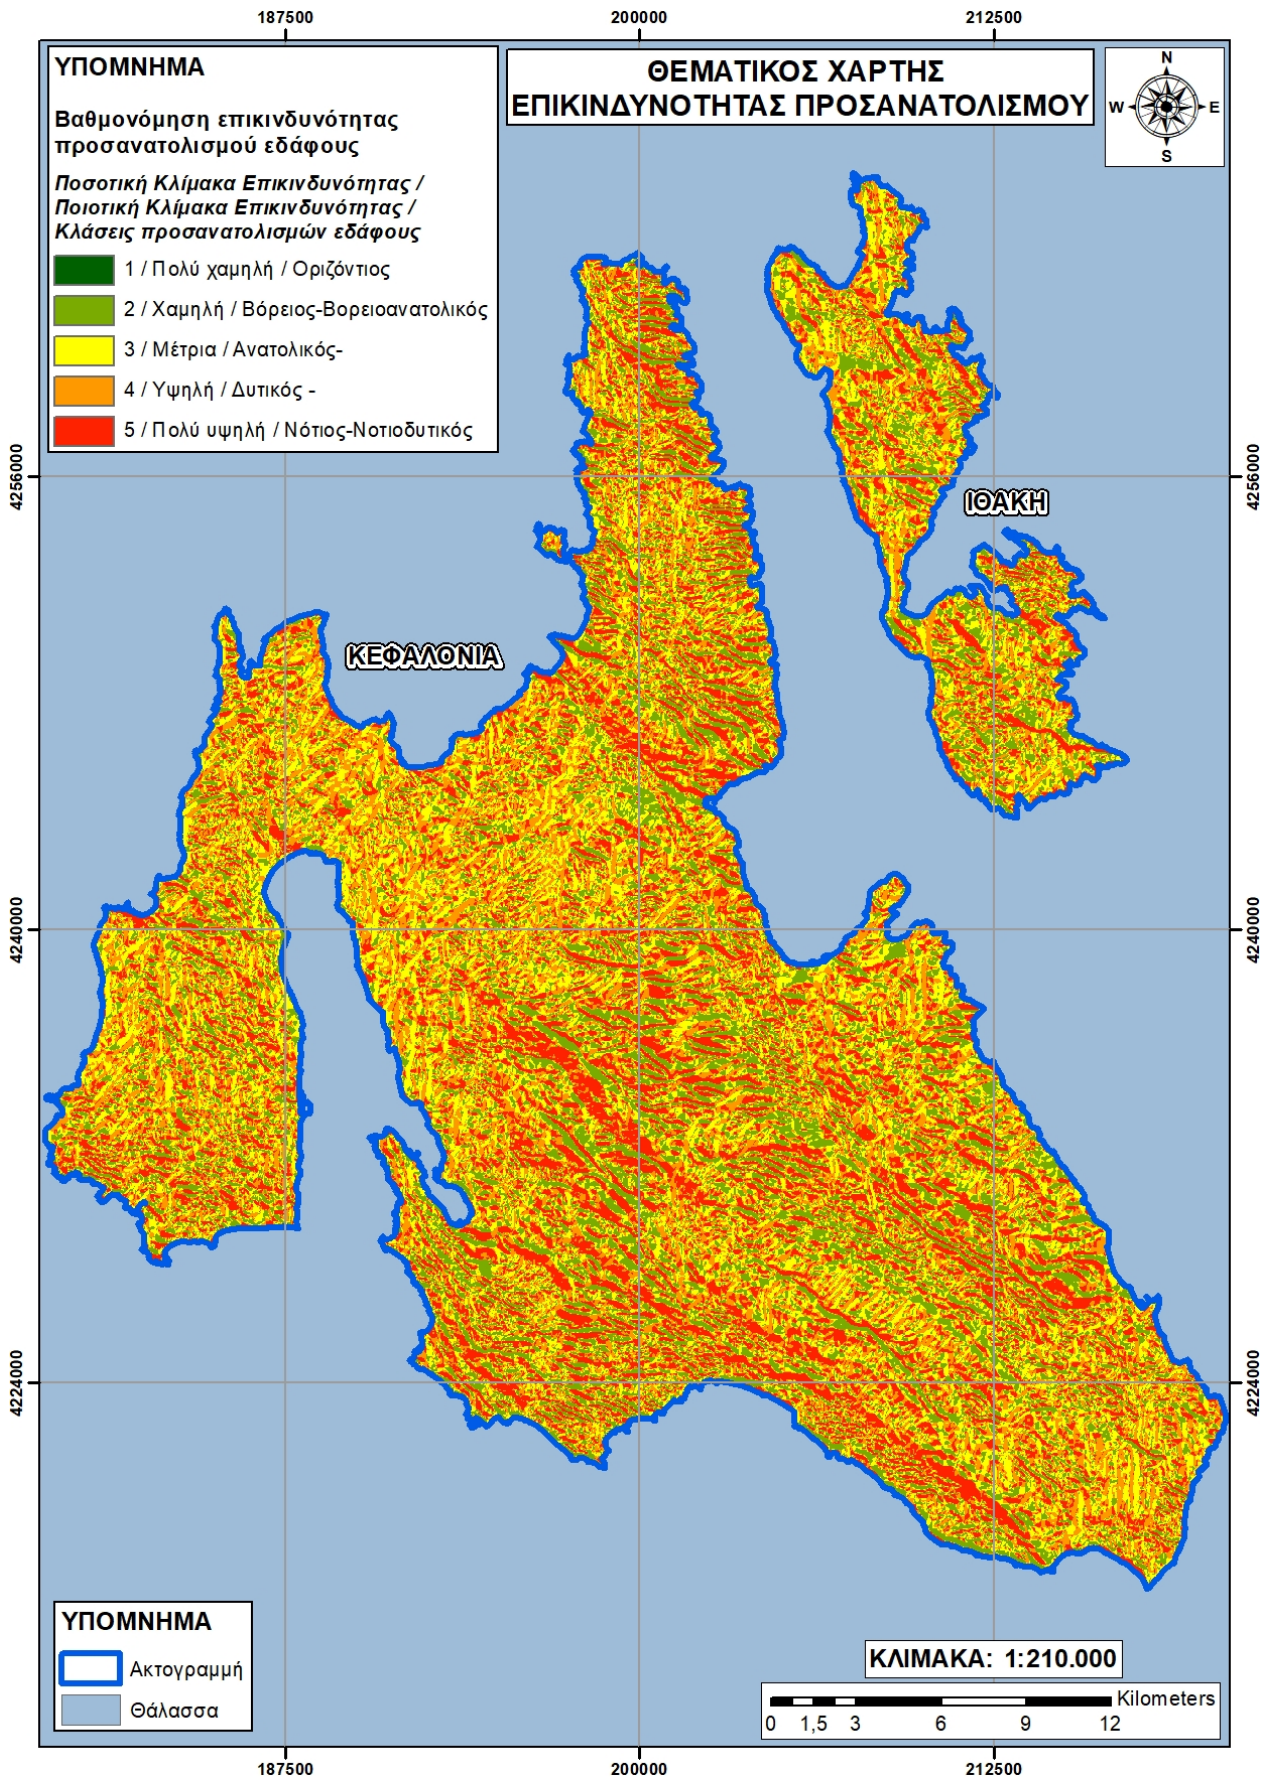 187500
200000
212500
ΥΠΟΜΝΗΜΑ
Βαθμονόμηση επικινδυνότητας
προσανατολισμού εδάφους
Ποσοτική Κλίμακα Επικινδυνότητας /
Ποιοτική Κλίμακα Επικινδυνότητας /
Κλάσεις προσανατολισμών εδάφους
1 / Πολύ χαμηλή / Οριζόντιος
2 / Χαμηλή / Βόρειος-Βορειοανατολικός
3 / Μέτρια / Ανατολικός-
4 / Υψηλή / Δυτικός -
5 / Πολύ υψηλή / Νότιος-Νοτιοδυτικός
ΘΕΜΑΤΙΚΟΣ ΧΑΡΤΗΣ
ΕΠΙΚΙΝΔΥΝΟΤΗΤΑΣ ΠΡΟΣΑΝΑΤΟΛΙΣΜΟΥ
N
W
E
S
4256000
4256000
ΙΘΑΚΗ
ΚΕΦΑΛΟΝΙΑ
4240000
4240000
4224000
4224000
ΥΠΟΜΝΗΜΑ
Ακτογραμμή
Θάλασσα
ΚΛΙΜΑΚΑ: 1:210.000
Kilometers
0 1,5 3 6 9 12
187500
200000
212500